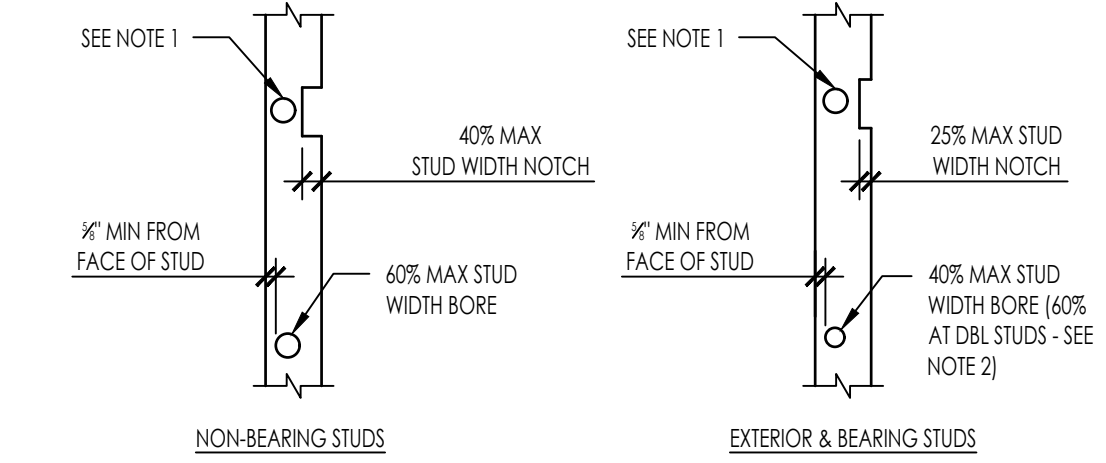 SEE NOTE 1
40% MAX
STUD WIDTH NOTCH
⅝" MIN FROM
FACE OF STUD
60% MAX STUD
WIDTH BORE
NON-BEARING STUDS
SEE NOTE 1
25% MAX STUD
WIDTH NOTCH
⅝" MIN FROM
FACE OF STUD
40% MAX STUD
WIDTH BORE (60%
AT DBL STUDS - SEE
NOTE 2)
EXTERIOR & BEARING STUDS